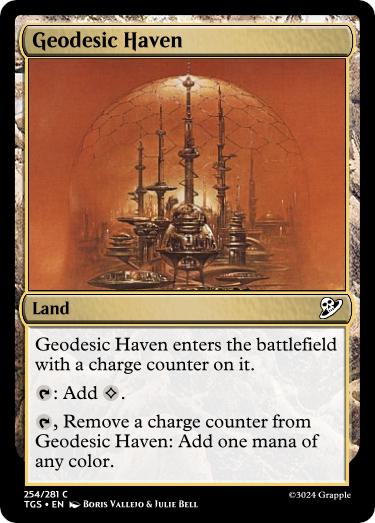 Geodesic Haven
Land
Geodesic Haven enters the battlefield
with a charge counter on it.
: Add .
, Remove a charge counter from
Geodesic Haven: Add one mana of
any color.
254/281 C
TGS • EN Boris Vallejo & Julie Bell
©3024 Grapple